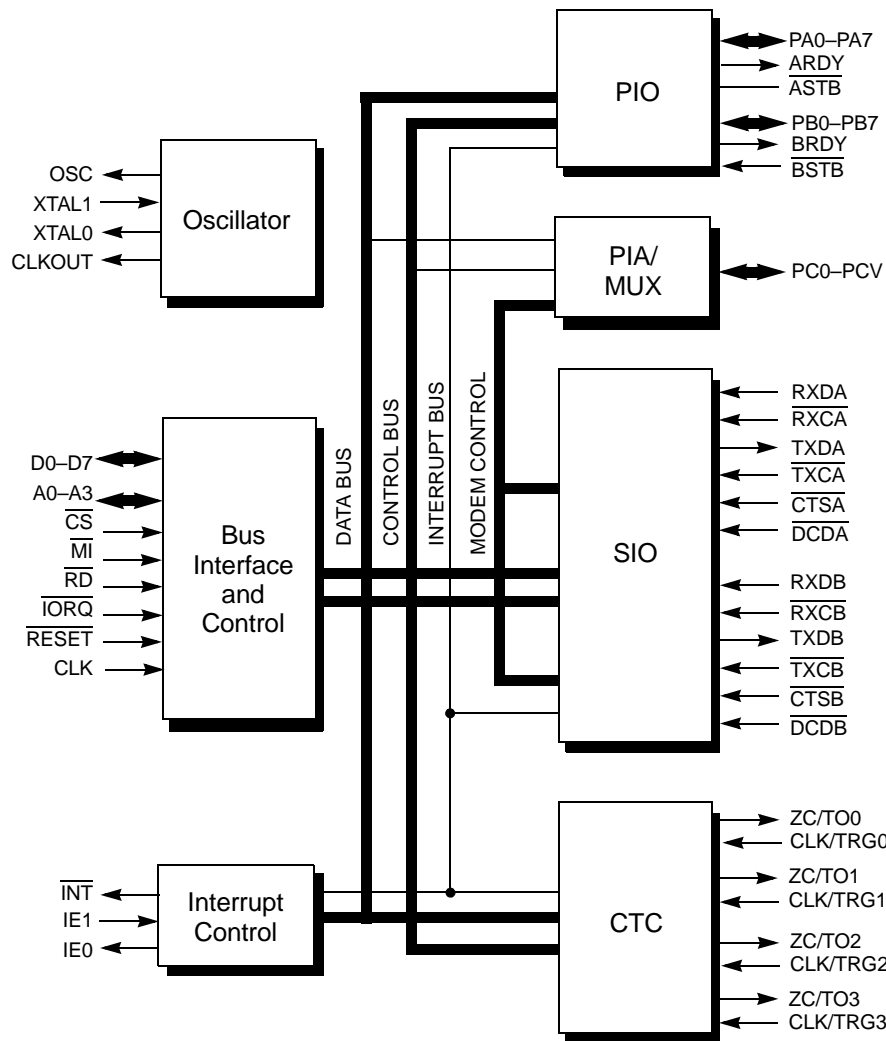 PIO
PA0–PA7
ARDY
ASTB
PB0–PB7
BRDY
BSTB
OSC
XTAL1
XTAL0
CLKOUT
Oscillator
PIA/
MUX
PC0–PCV
DATA BUS
CONTROL BUS
INTERRUPT BUS
MODEM CONTROL
D0–D7
A0–A3
CS
MI
RD
IORQ
RESET
CLK
Bus
Interface
and
Control
SIO
RXDA
RXCA
TXDA
TXCA
CTSA
DCDA
RXDB
RXCB
TXDB
TXCB
CTSB
DCDB
INT
IE1
IE0
Interrupt
Control
CTC
ZC/TO0
CLK/TRG0
ZC/TO1
CLK/TRG1
ZC/TO2
CLK/TRG2
ZC/TO3
CLK/TRG3